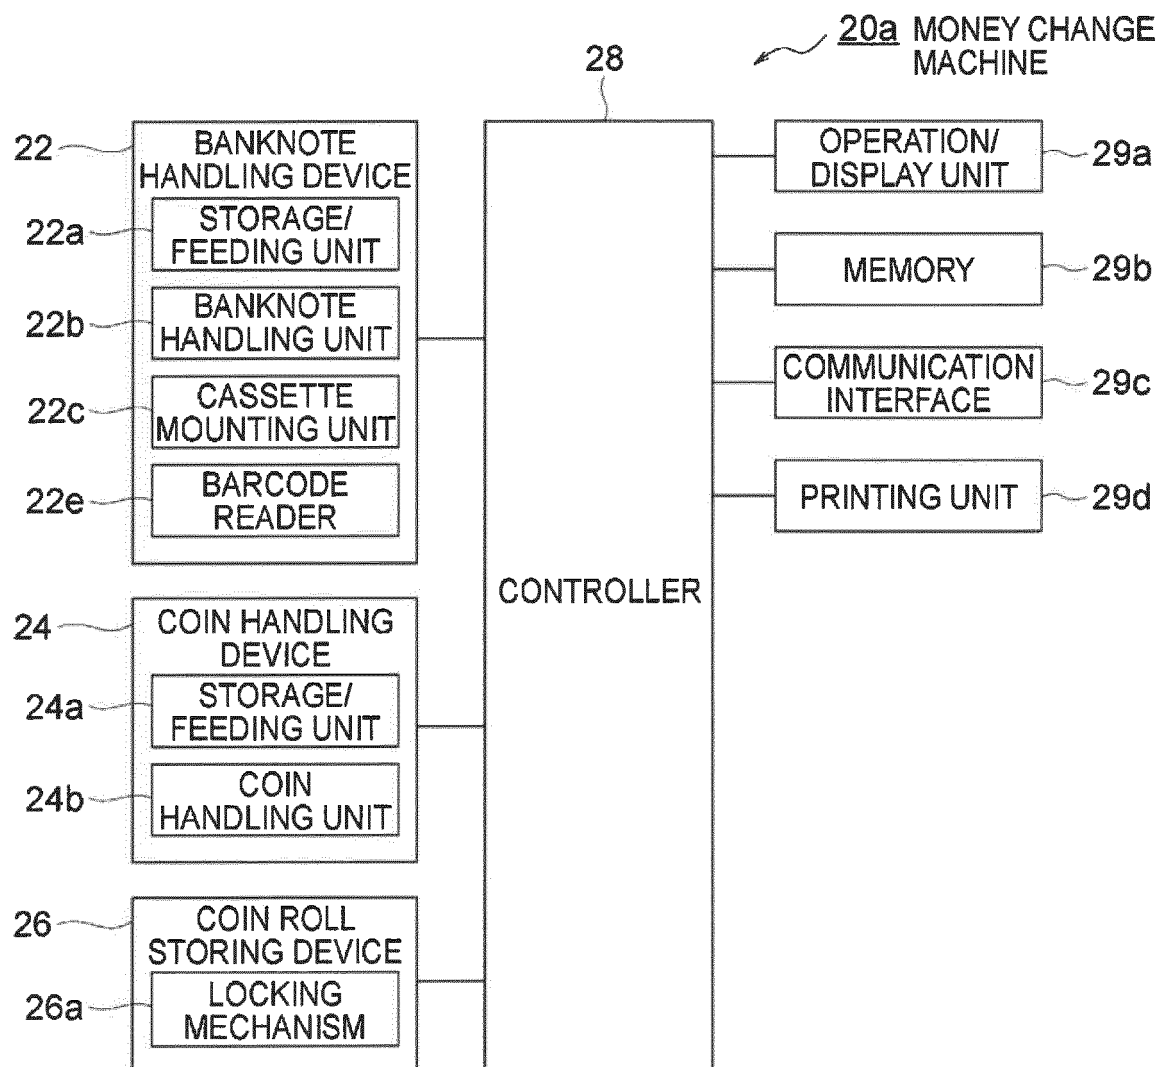 20a MONEY CHANGE
MACHINE
28
22
BANKNOTE
HANDLING DEVICE
22a
STORAGE/
FEEDING UNIT
22b
BANKNOTE
HANDLING UNIT
22c
CASSETTE
MOUNTING UNIT
22e
BARCODE
READER
24
COIN HANDLING
DEVICE
24a
STORAGE/
FEEDING UNIT
24b
COIN
HANDLING UNIT
26
COIN ROLL
STORING DEVICE
26a
LOCKING
MECHANISM
CONTROLLER
OPERATION/
DISPLAY UNIT
29a
MEMORY
29b
COMMUNICATION
INTERFACE
29c
PRINTING UNIT
29d